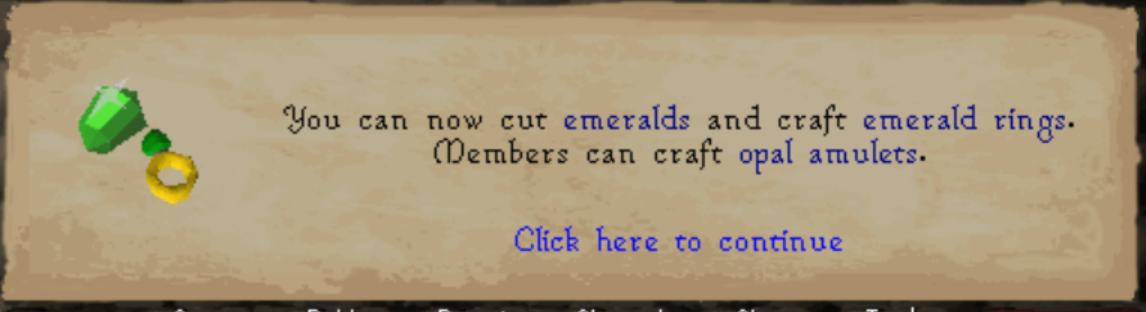 You can now cut emeralds and craft emerald rings.
Members can craft opal amulets.
Click here to continue